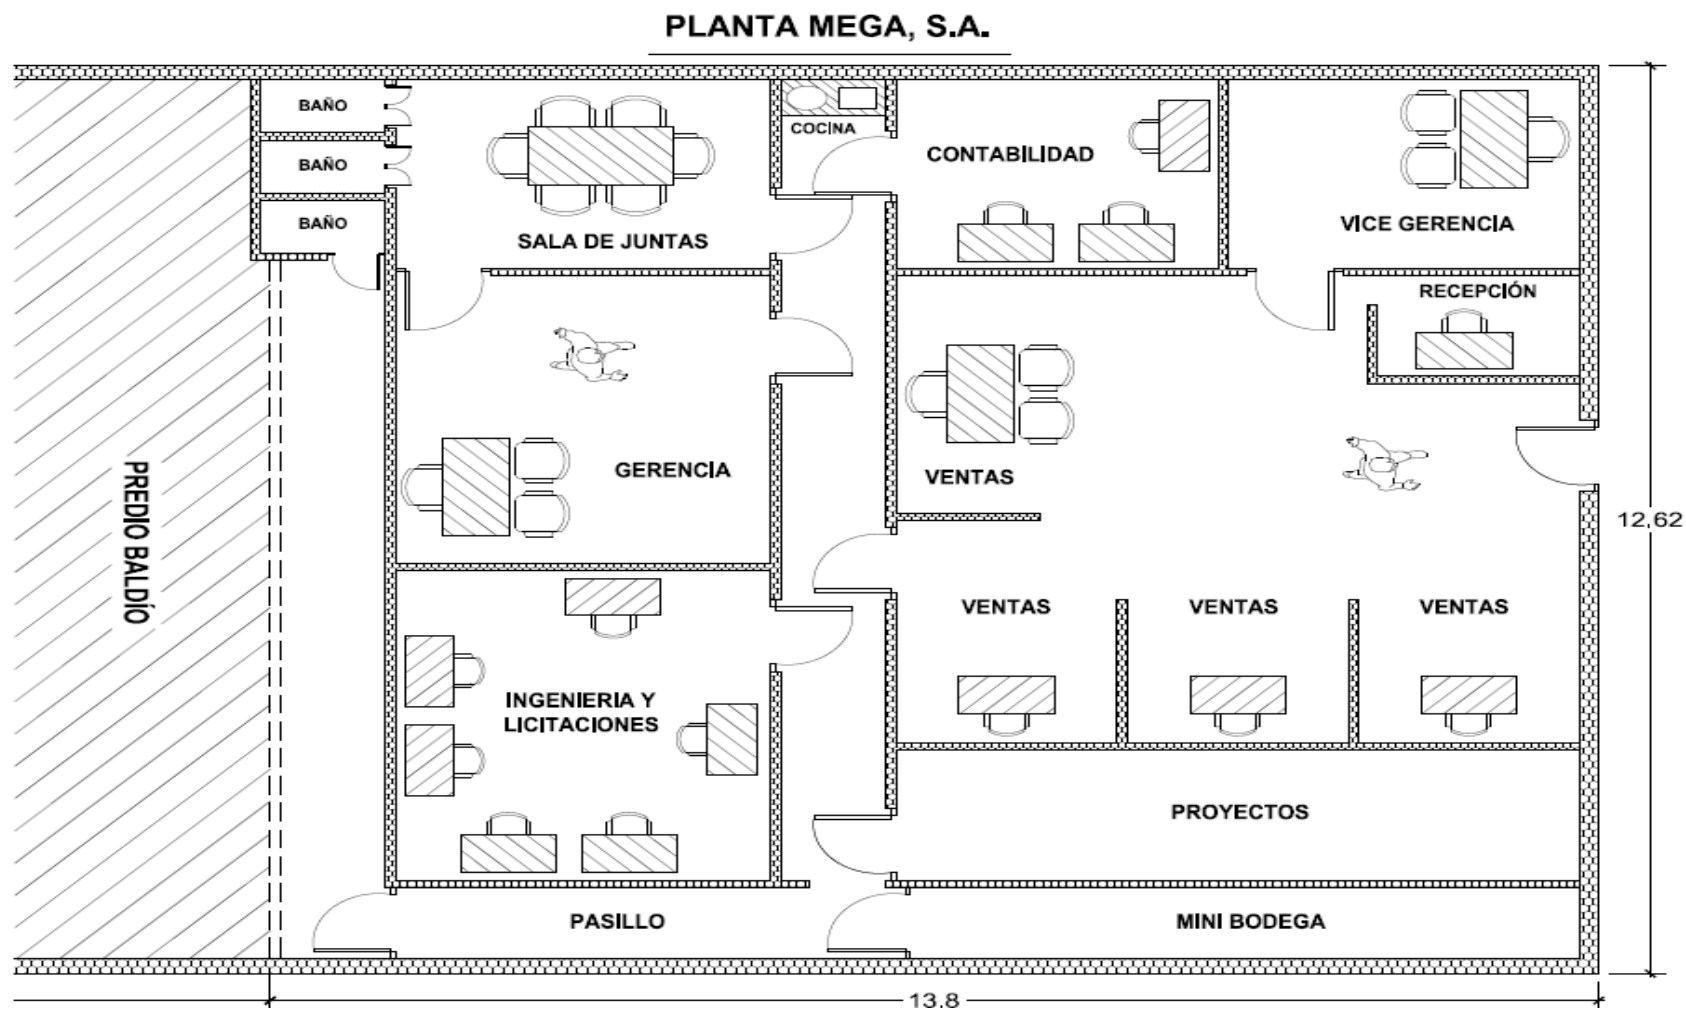 PLANTA MEGA, S.A.
BAÑO
BAÑO
BAÑO
SALA DE JUNTAS
COCINA
CONTABILIDAD
VICE GERENCIA
RECEPCIÓN
GERENCIA
VENTAS
PREDIO BALDÍO
12,62
VENTAS
VENTAS
VENTAS
INGENIERIA Y
LICITACIONES
PROYECTOS
PASILLO
MINI BODEGA
13.8